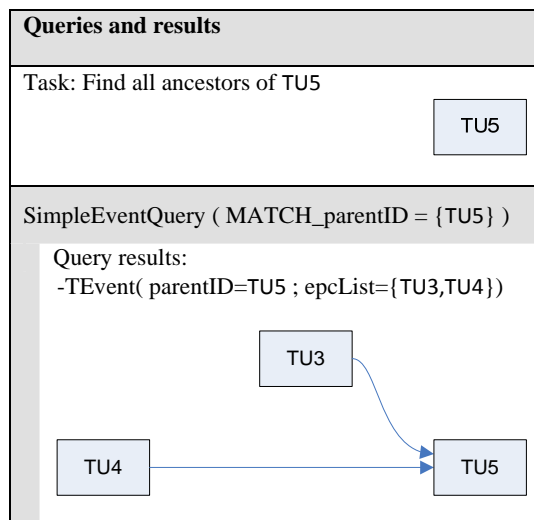 Queries and results
Task: Find all ancestors of TU5
TU5
SimpleEventQuery ( MATCH_parentID = {TU5} )
Query results:
-TEvent( parentID=TU5 ; epcList={TU3,TU4})
TU3
TU4
TU5